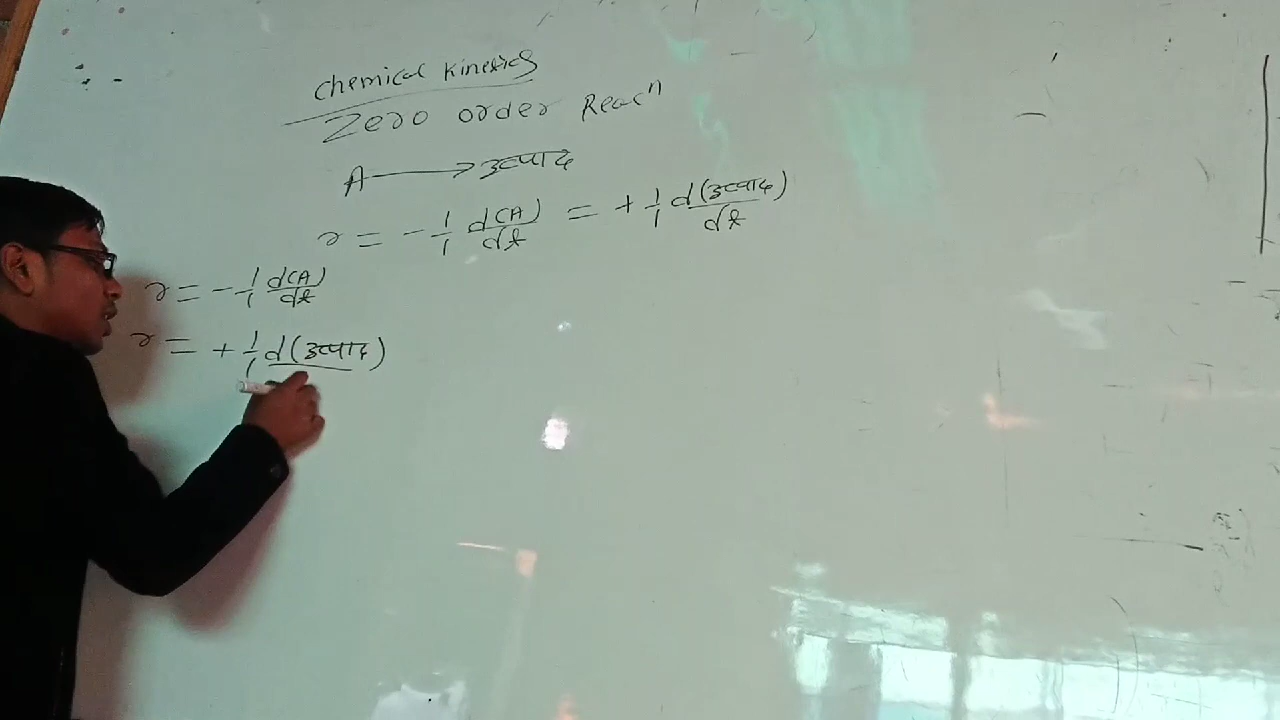 Chemical Kinetics
Zero order Reacⁿ
A → उत्पाद
r = - 1/1 d(A)/dt = + 1/1 d(उत्पाद)/dt
r = - 1/1 d(A)/dt
r = + 1/1 d(उत्पाद)